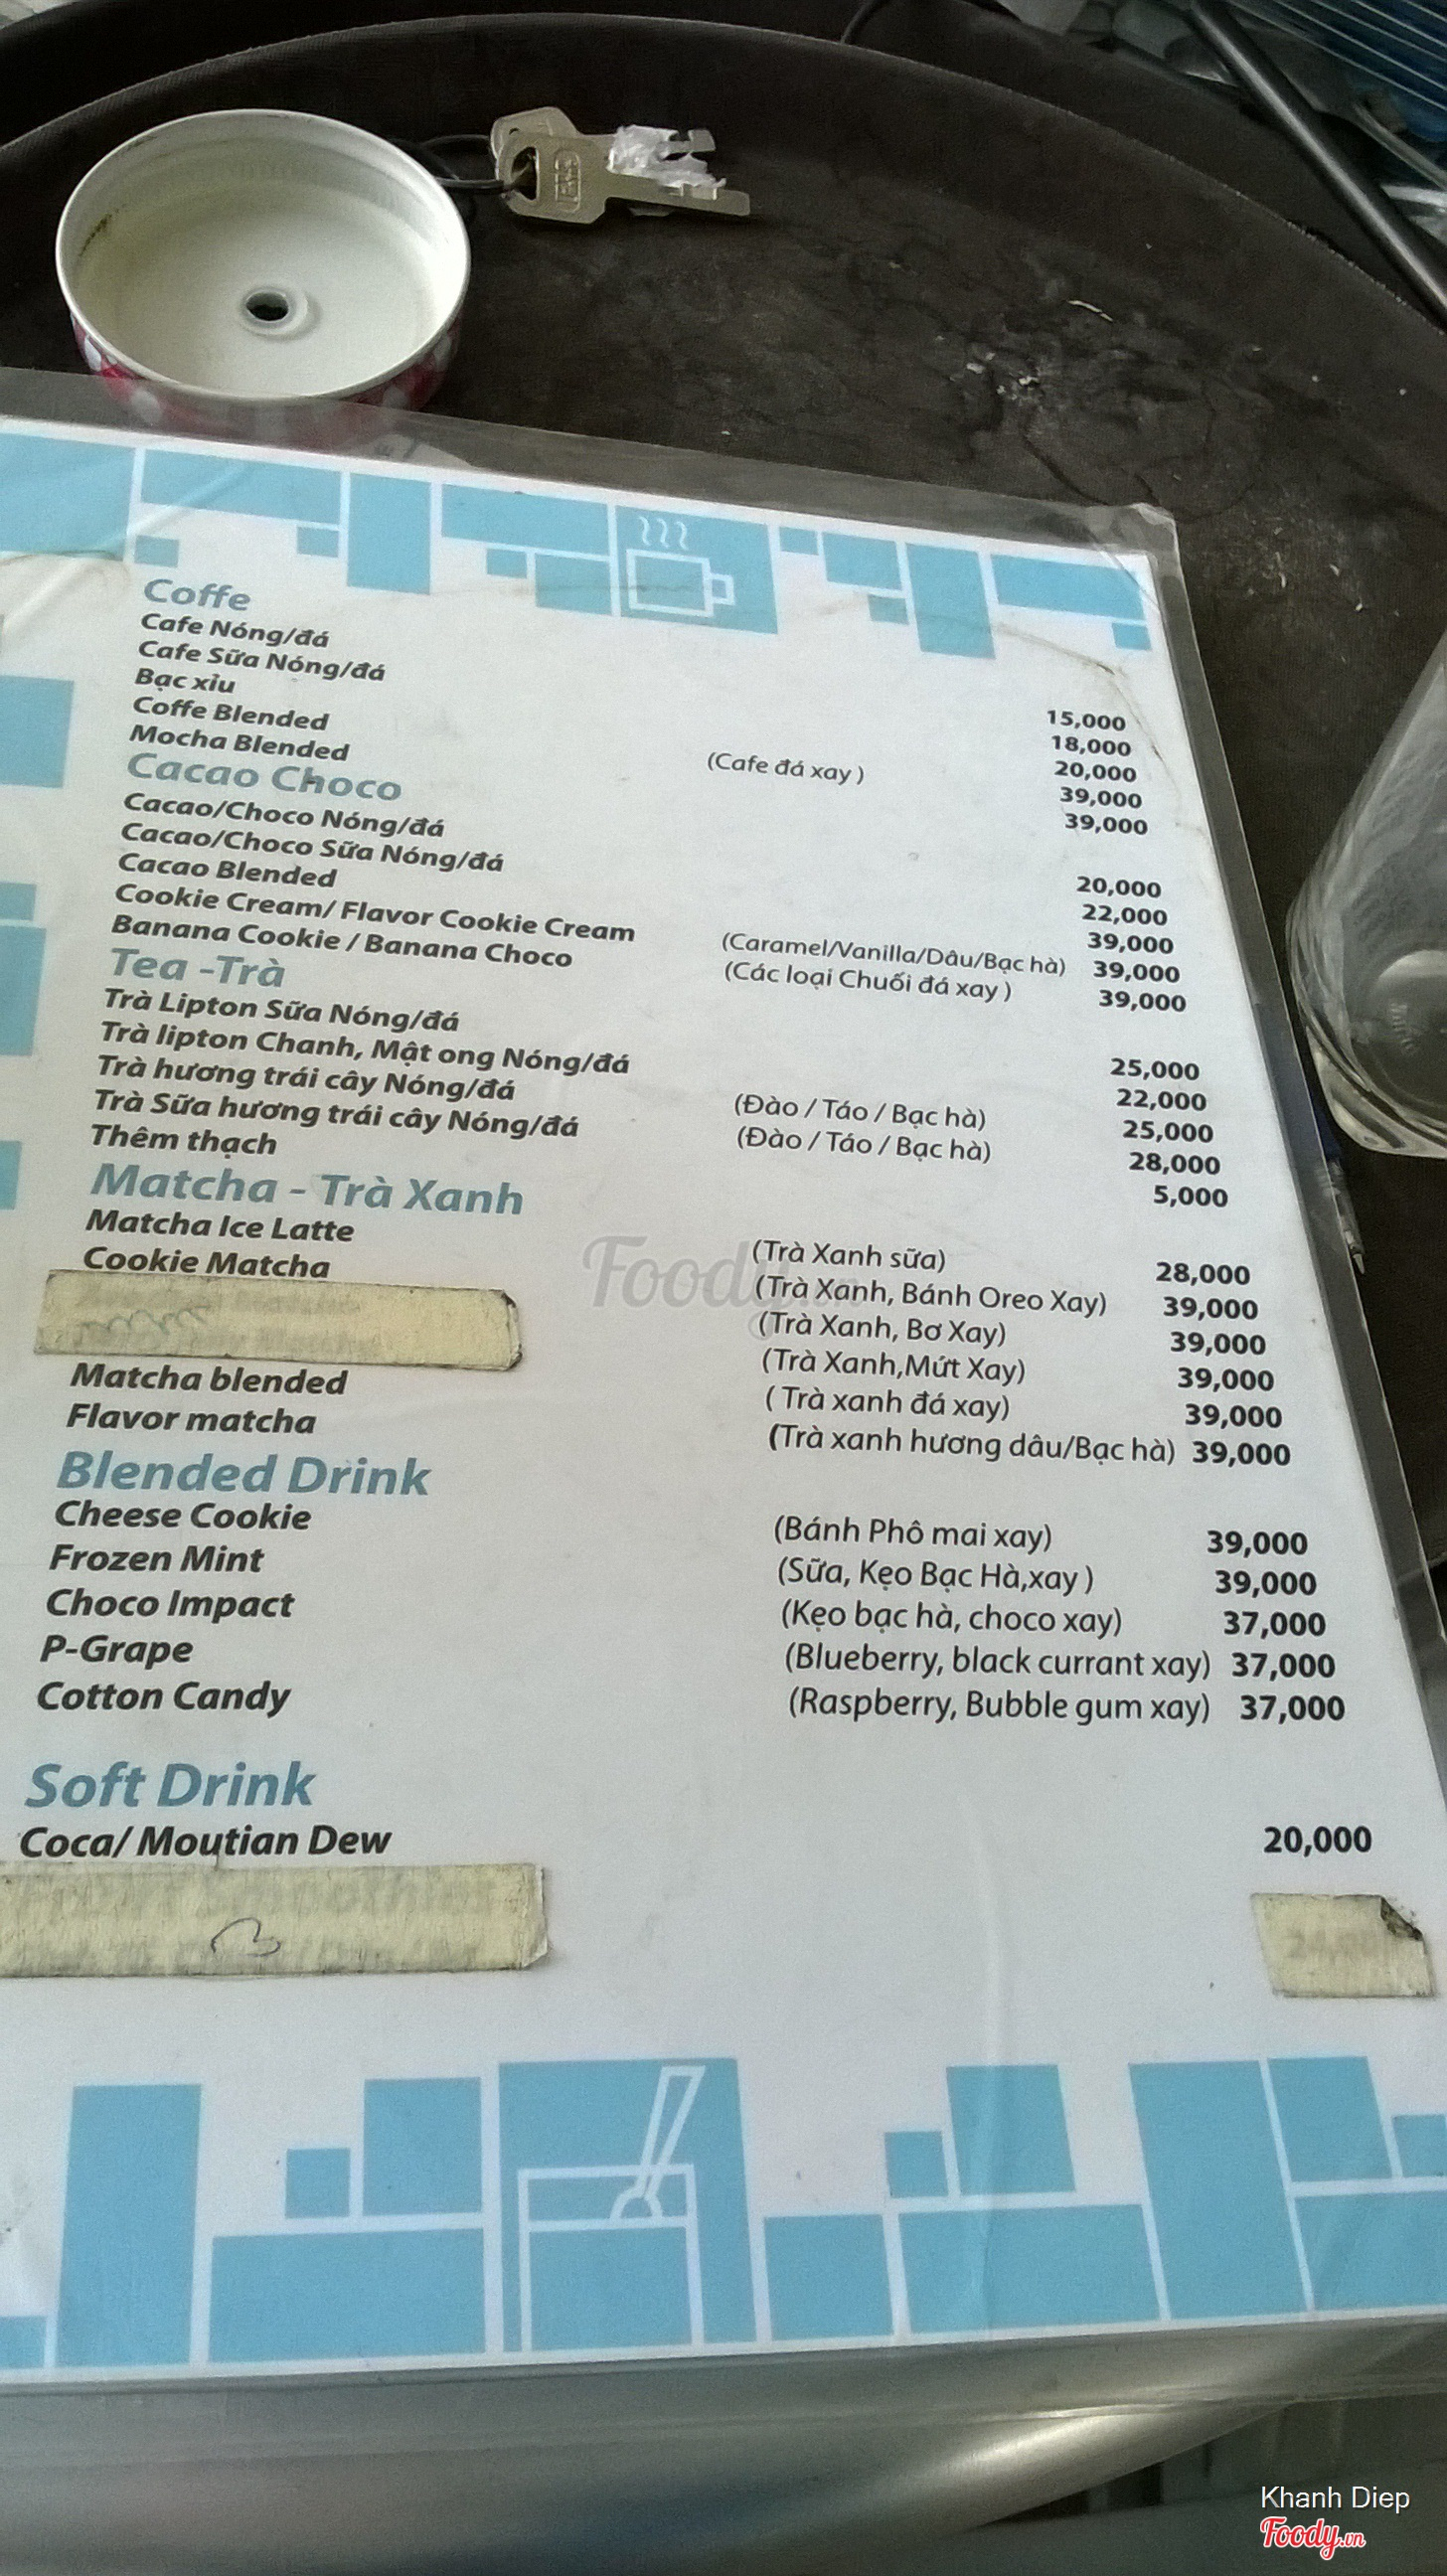 Coffe
Cafe Nóng/đá 15,000
Cafe Sữa Nóng/đá 18,000
Bạc xỉu 20,000
Coffe Blended (Cafe đá xay ) 39,000
Mocha Blended 39,000
Cacao Choco
Cacao/Choco Nóng/đá 20,000
Cacao/Choco Sữa Nóng/đá 22,000
Cacao Blended 39,000
Cookie Cream/ Flavor Cookie Cream (Caramel/Vanilla/Dâu/Bạc hà) 39,000
Banana Cookie / Banana Choco (Các loại Chuối đá xay ) 39,000
Tea -Trà
Trà Lipton Sữa Nóng/đá 25,000
Trà lipton Chanh, Mật ong Nóng/đá 22,000
Trà hương trái cây Nóng/đá (Đào / Táo / Bạc hà) 25,000
Trà Sữa hương trái cây Nóng/đá (Đào / Táo / Bạc hà) 28,000
Thêm thạch 5,000
Matcha - Trà Xanh
Matcha Ice Latte (Trà Xanh sữa) 28,000
Cookie Matcha (Trà Xanh, Bánh Oreo Xay) 39,000
(Trà Xanh, Bơ Xay) 39,000
(Trà Xanh,Mứt Xay) 39,000
Matcha blended ( Trà xanh đá xay) 39,000
Flavor matcha (Trà xanh hương dâu/Bạc hà) 39,000
Blended Drink
Cheese Cookie (Bánh Phô mai xay) 39,000
Frozen Mint (Sữa, Kẹo Bạc Hà,xay ) 39,000
Choco Impact (Kẹo bạc hà, choco xay) 37,000
P-Grape (Blueberry, black currant xay) 37,000
Cotton Candy (Raspberry, Bubble gum xay) 37,000
Soft Drink
Coca/ Moutian Dew 20,000
Foody.vn
Khanh Diep
Foody.vn